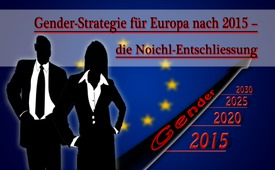 Gender-Strategie für Europa nach 2015 –
die Noichl-Entschliessung
Gender
2030
2025
2020
2015